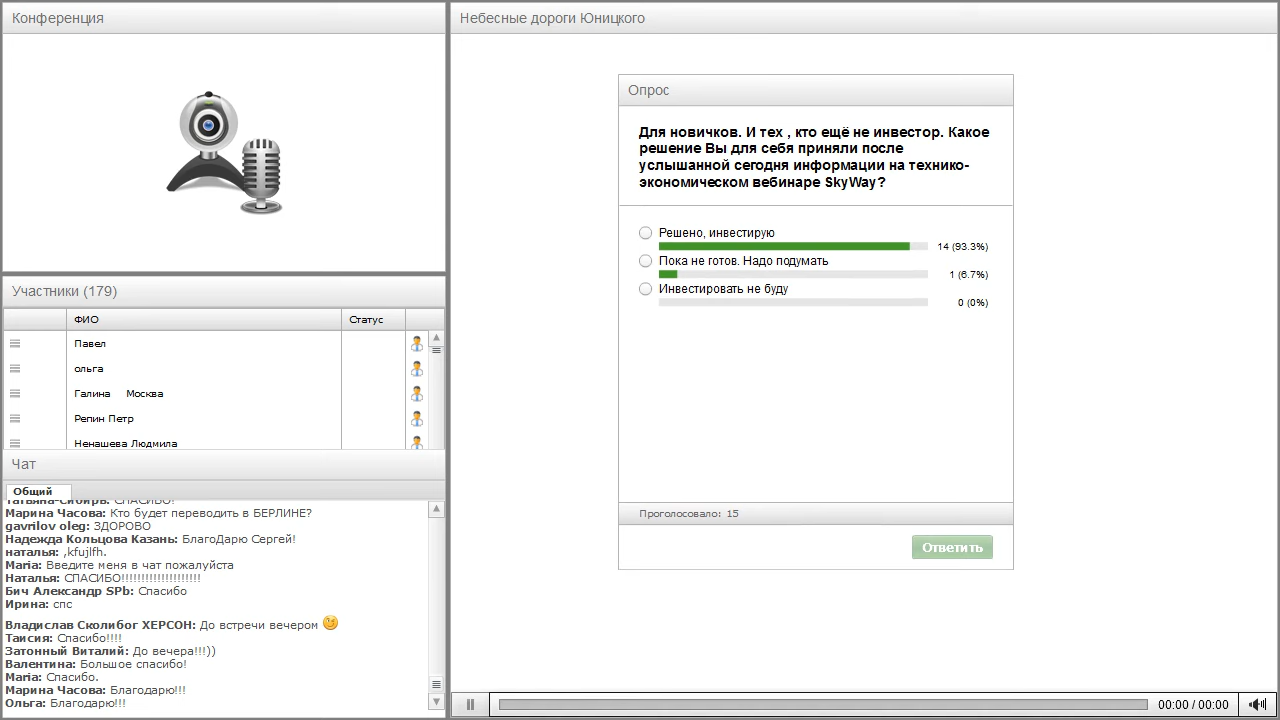 Конференция
Участники (179)
ФИО Статус
Павел
ольга
Галина Москва
Репин Петр
Ненашева Людмила
Чат
Общий
Татьяна-Сибирь: СПАСИБО!
Марина Часова: Кто будет переводить в БЕРЛИНЕ?
gavrilov oleg: ЗДОРОВО
Надежда Кольцова Казань: БлагоДарю Сергей!
наталья: ,kfujlfh.
Maria: Введите меня в чат пожалуйста
Наталья: СПАСИБО!!!!!!!!!!!!!!!!!!!!
Бич Александр SPb: Спасибо
Ирина: спс
Владислав Сколибог ХЕРСОН: До встречи вечером
Таисия: Спасибо!!!!
Затонный Виталий: До вечера!!!))
Валентина: Большое спасибо!
Maria: Спасибо.
Марина Часова: Благодарю!!!
Ольга: Благодарю!!!
Небесные дороги Юницкого
Опрос
Для новичков. И тех , кто ещё не инвестор. Какое
решение Вы для себя приняли после
услышанной сегодня информации на технико-
экономическом вебинаре SkyWay?
Решено, инвестирую
14 (93.3%)
Пока не готов. Надо подумать
1 (6.7%)
Инвестировать не буду
0 (0%)
Проголосовало: 15
Ответить
00:00 / 00:00